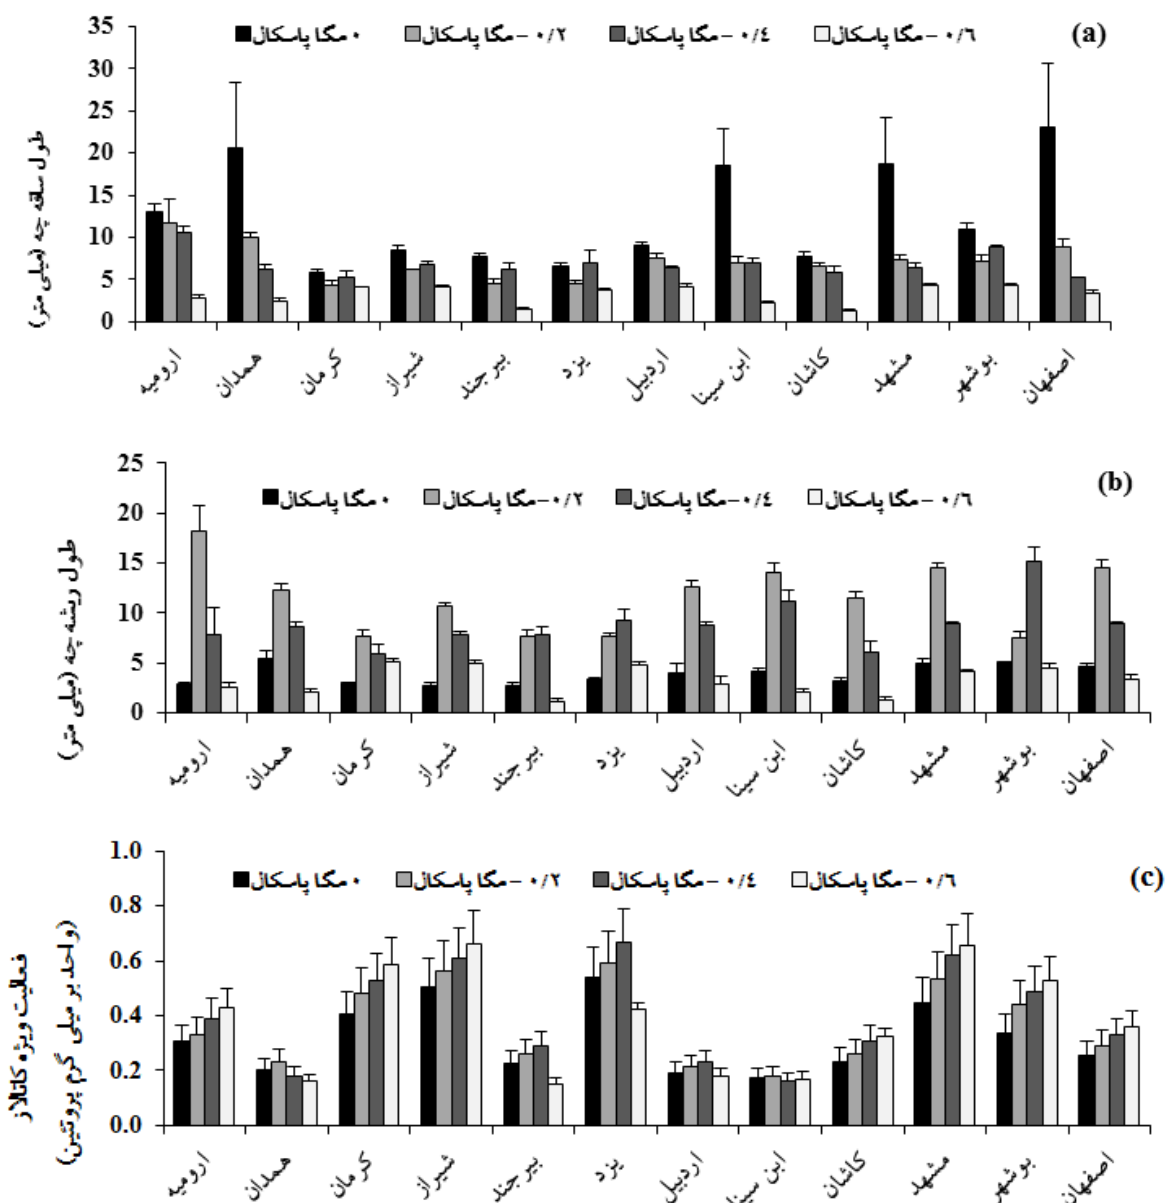 (a)
۰ مگا پاسکال
۰/۲ – مگا پاسکال
۰/٤ – مگا پاسکال
۰/٦ – مگا پاسکال
طول ساقه چه (میلی متر)
35
30
25
20
15
10
5
0
ارومیه
همدان
کرمان
شیراز
بیرجند
یزد
اردبیل
ابن سینا
کاشان
مشهد
بوشهر
اصفهان
(b)
۰ مگا پاسکال
۰/۲ – مگا پاسکال
۰/٤ – مگا پاسکال
۰/٦ – مگا پاسکال
طول ریشه چه (میلی متر)
25
20
15
10
5
0
ارومیه
همدان
کرمان
شیراز
بیرجند
یزد
اردبیل
ابن سینا
کاشان
مشهد
بوشهر
اصفهان
(c)
۰ مگا پاسکال
۰/۲ – مگا پاسکال
۰/٤ – مگا پاسکال
۰/٦ – مگا پاسکال
فعالیت ویژه کاتالاز
(واحد بر میلی گرم پروتئین)
1.0
0.8
0.6
0.4
0.2
0.0
ارومیه
همدان
کرمان
شیراز
بیرجند
یزد
اردبیل
ابن سینا
کاشان
مشهد
بوشهر
اصفهان